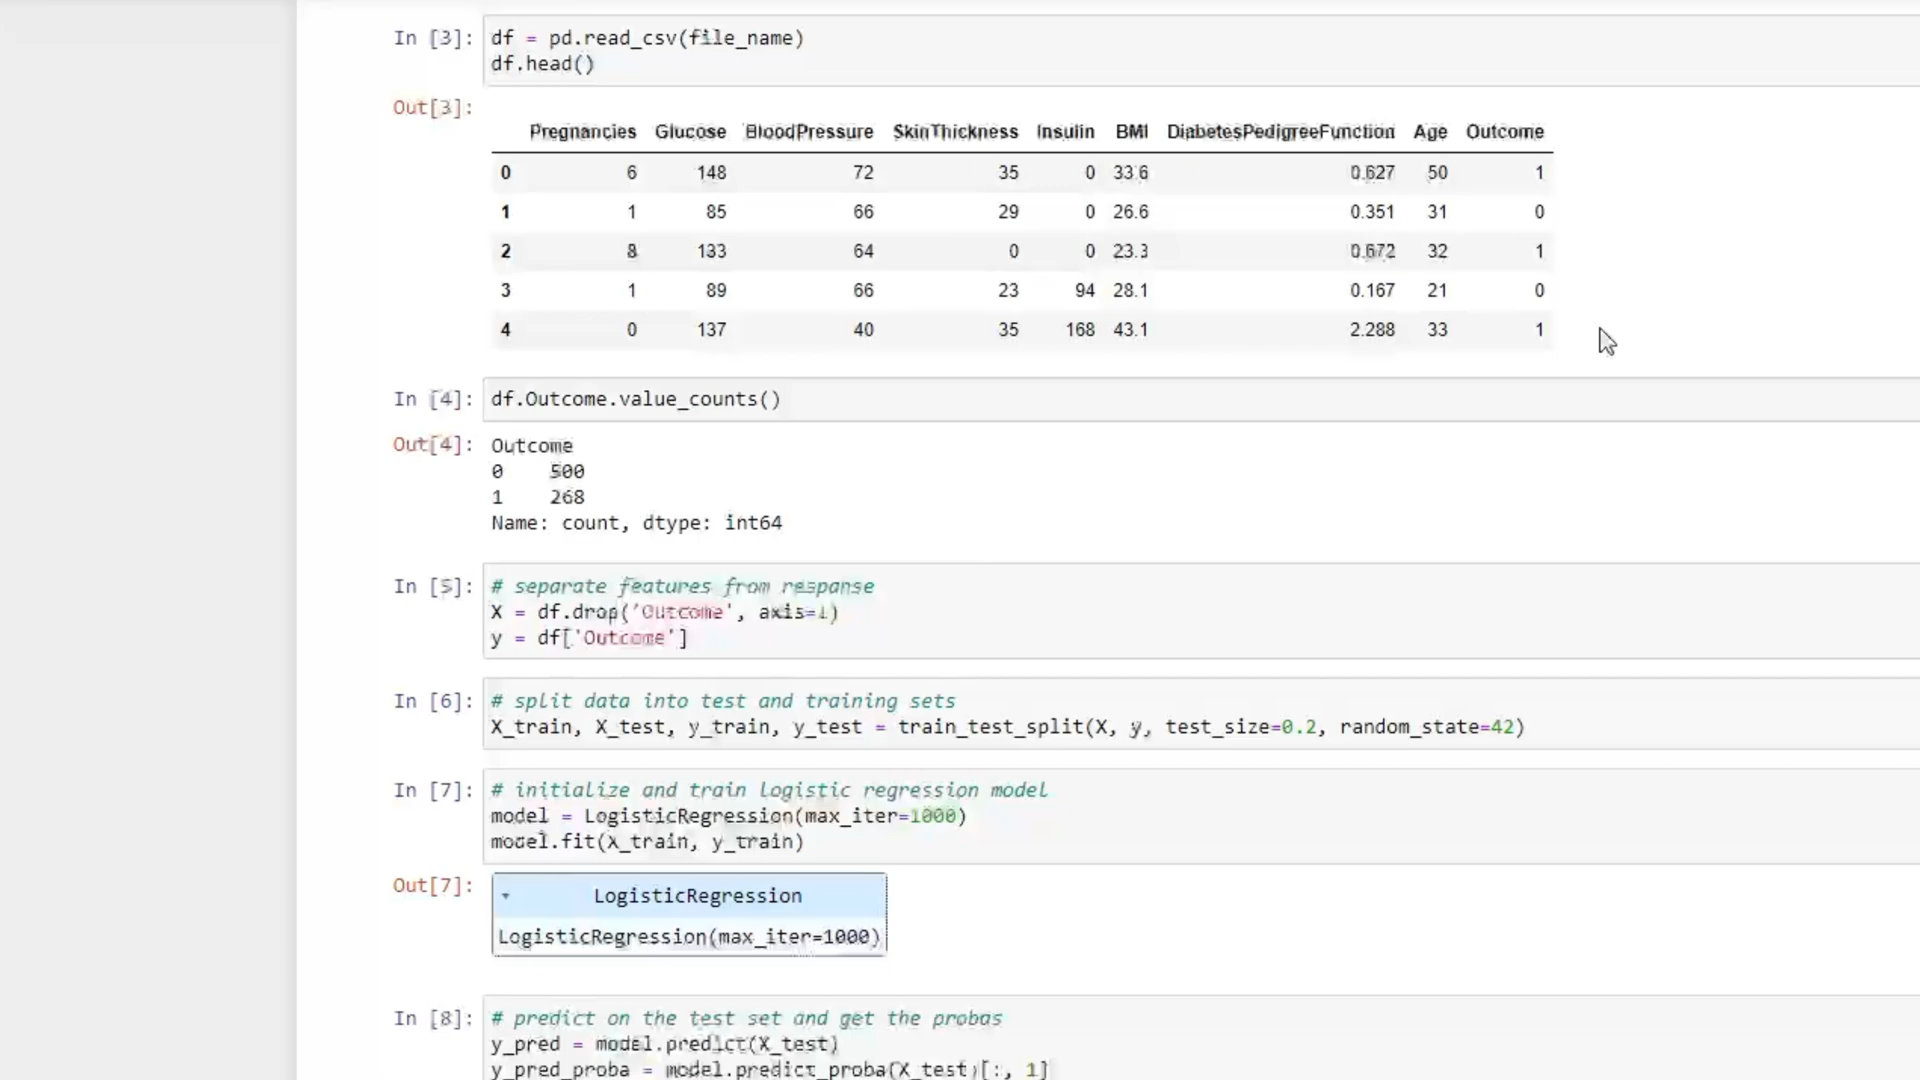 In [3]: df = pd.read_csv(file_name)
df.head()
Out[3]:
Pregnancies Glucose BloodPressure SkinThickness Insulin BMI DiabetesPedigreeFunction Age Outcome
0 6 148 72 35 0 33.6 0.627 50 1
1 1 85 66 29 0 26.6 0.351 31 0
2 8 183 64 0 0 23.3 0.672 32 1
3 1 89 66 23 94 28.1 0.167 21 0
4 0 137 40 35 168 43.1 2.288 33 1
In [4]: df.Outcome.value_counts()
Out[4]: Outcome
0 500
1 268
Name: count, dtype: int64
In [5]: # separate features from response
X = df.drop('Outcome', axis=1)
y = df['Outcome']
In [6]: # split data into test and training sets
X_train, X_test, y_train, y_test = train_test_split(X, y, test_size=0.2, random_state=42)
In [7]: # initialize and train logistic regression model
model = LogisticRegression(max_iter=1000)
model.fit(X_train, y_train)
Out[7]: LogisticRegression
LogisticRegression(max_iter=1000)
In [8]: # predict on the test set and get the probas
y_pred = model.predict(X_test)
y_pred_proba = model.predict_proba(X_test)[:, 1]